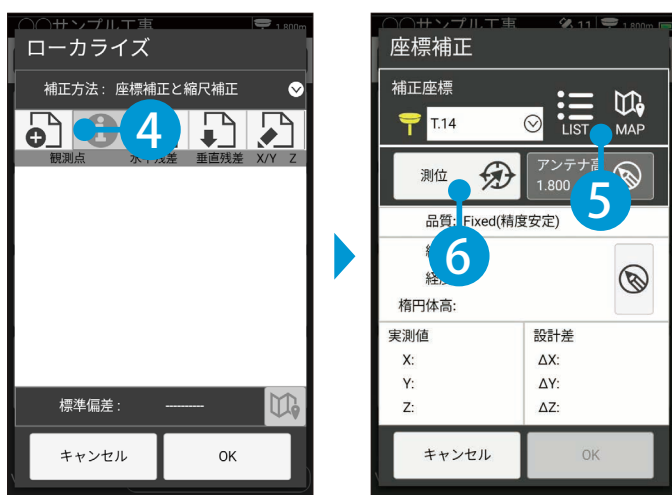 〇〇サンプル工事
1.800m
ローカライズ
補正方法： 座標補正と縮尺補正
4
観測点 水平残差 垂直残差 X/Y Z
標準偏差： ----------
キャンセル OK
〇〇サンプル工事 11 1.800m
座標補正
補正座標
T.14 LIST MAP
5
測位 アンテナ高
1.800
6
品質: Fixed(精度安定)
楕円体高:
実測値 設計差
X: ΔX:
Y: ΔY:
Z: ΔZ:
キャンセル OK